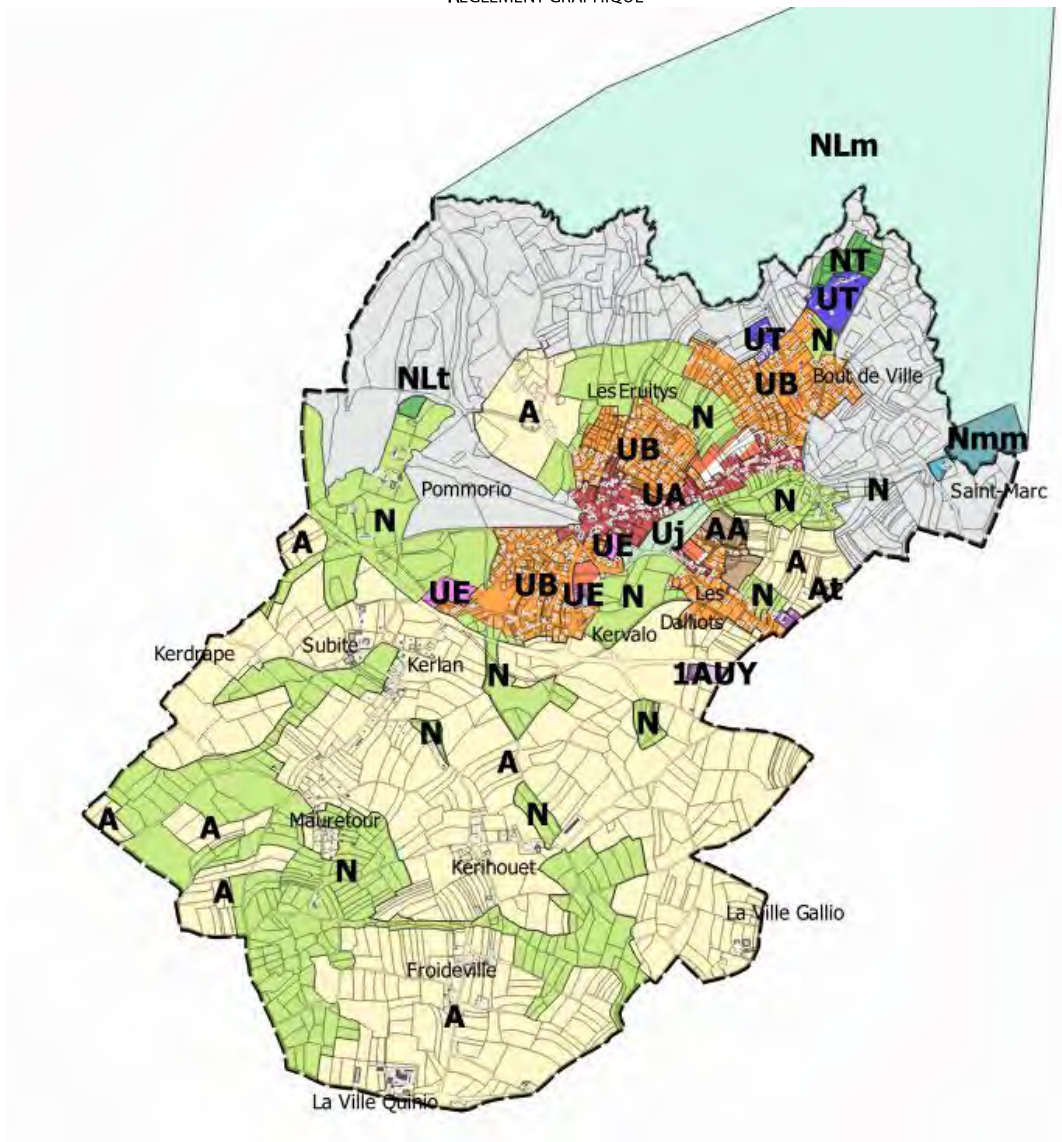 RÈGLEMENT GRAPHIQUE
NLm
NT
UT
UT
N
NLt
Les Fruitys
UB
Bout de Ville
A
N
UB
Nmm
Pommorio
UA
N
N
Saint-Marc
N
Uj
AA
A
UE
A
UE
UB
UE
N
Les
N
At
Dalliots
Kervalo
Kerdrape
Subite
Kerlan
N
1AUY
N
N
A
A
A
Mauretour
N
N
Kerihouet
A
La Ville Gallio
Froideville
A
La Ville Quinio